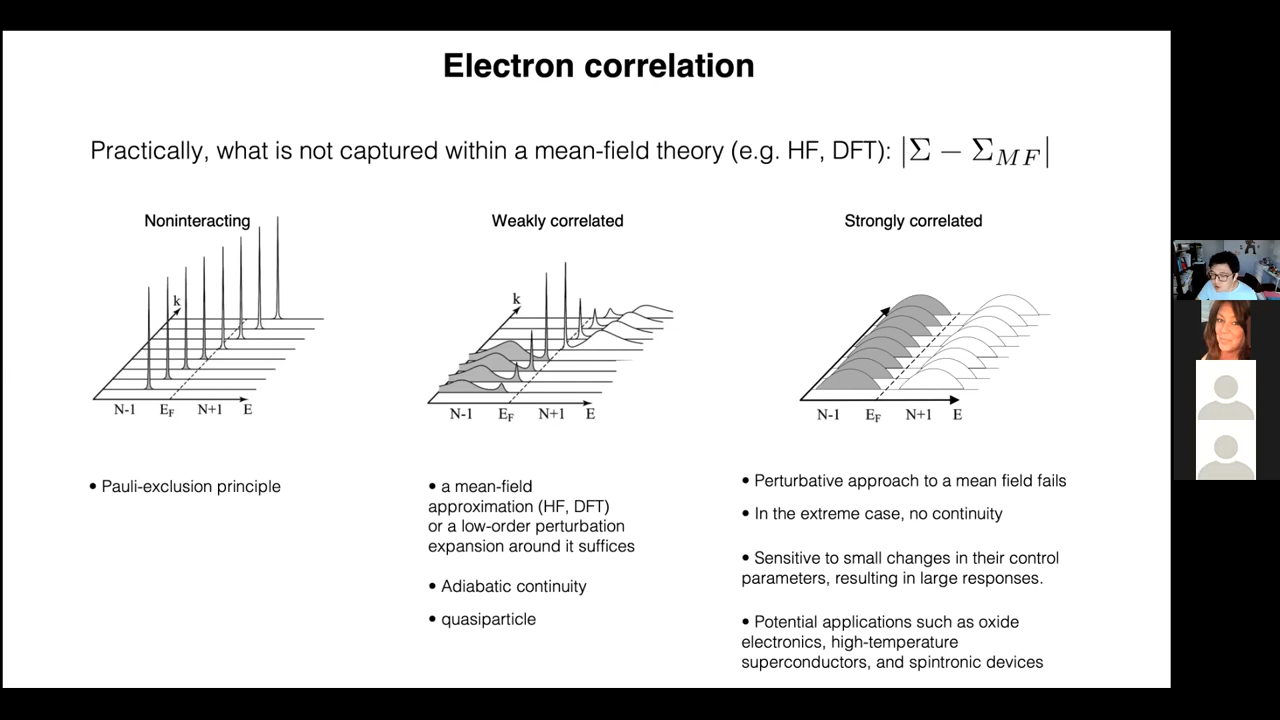 Electron correlation
Practically, what is not captured within a mean-field theory (e.g. HF, DFT): |Σ − Σ_{MF}|
Noninteracting
k
N-1 E_F N+1 E
• Pauli-exclusion principle
Weakly correlated
k
N-1 E_F N+1 E
• a mean-field
approximation (HF, DFT)
or a low-order perturbation
expansion around it suffices
• Adiabatic continuity
• quasiparticle
Strongly correlated
N-1 E_F N+1 E
• Perturbative approach to a mean field fails
• In the extreme case, no continuity
• Sensitive to small changes in their control
parameters, resulting in large responses.
• Potential applications such as oxide
electronics, high-temperature
superconductors, and spintronic devices